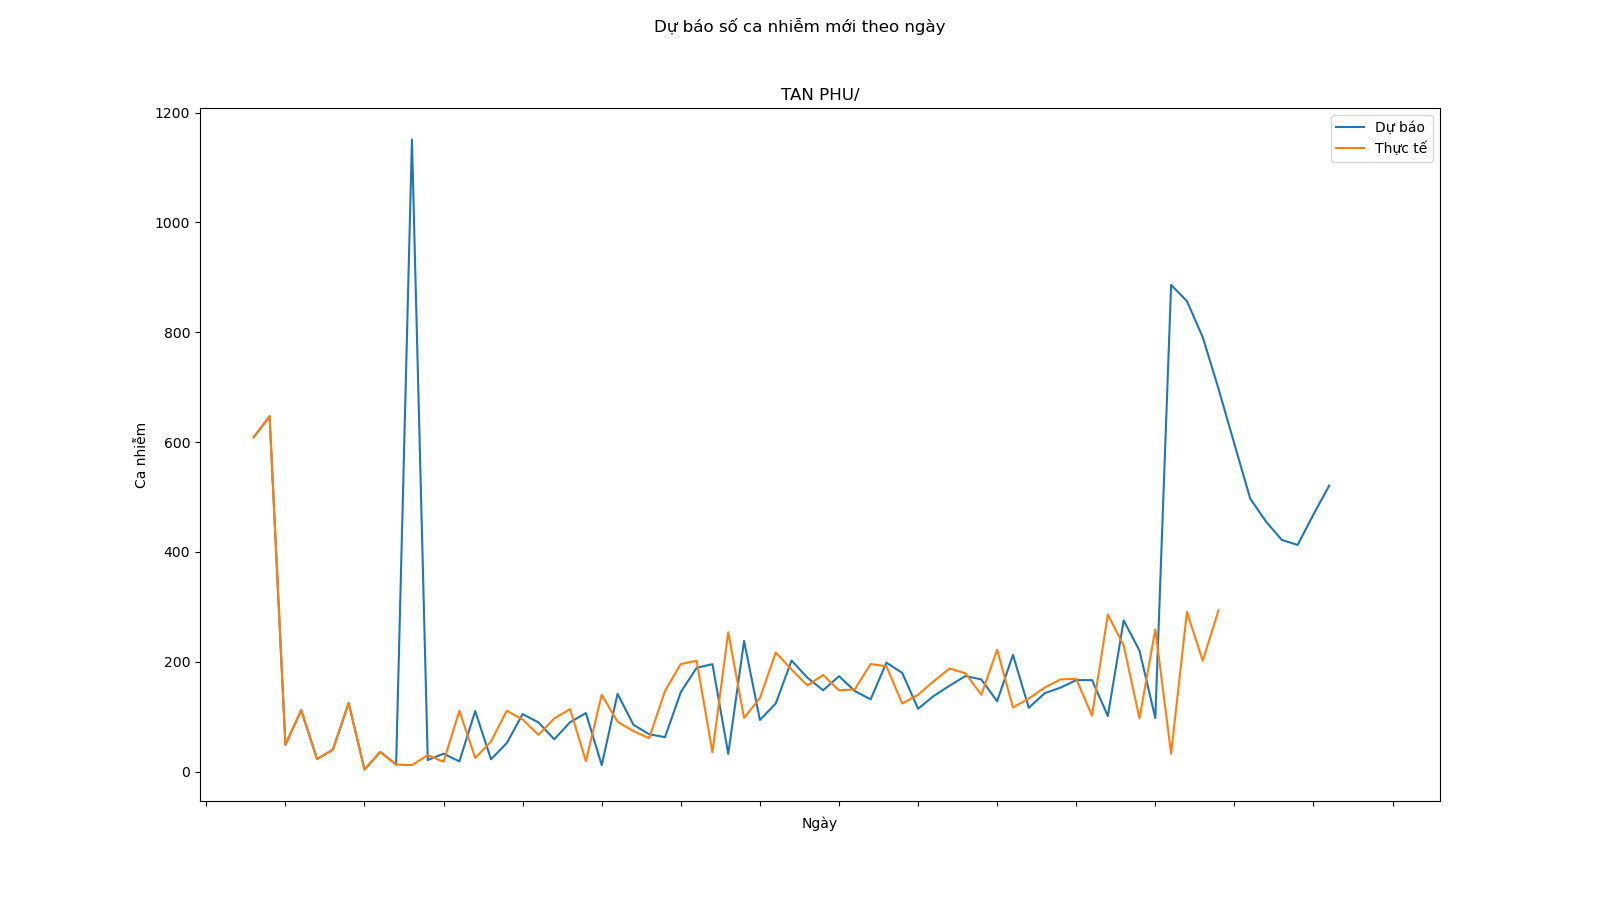 Dự báo số ca nhiễm mới theo ngày
TAN PHU/
Dự báo
Thực tế
1200
1000
800
600
400
200
0
Ca nhiễm
Ngày